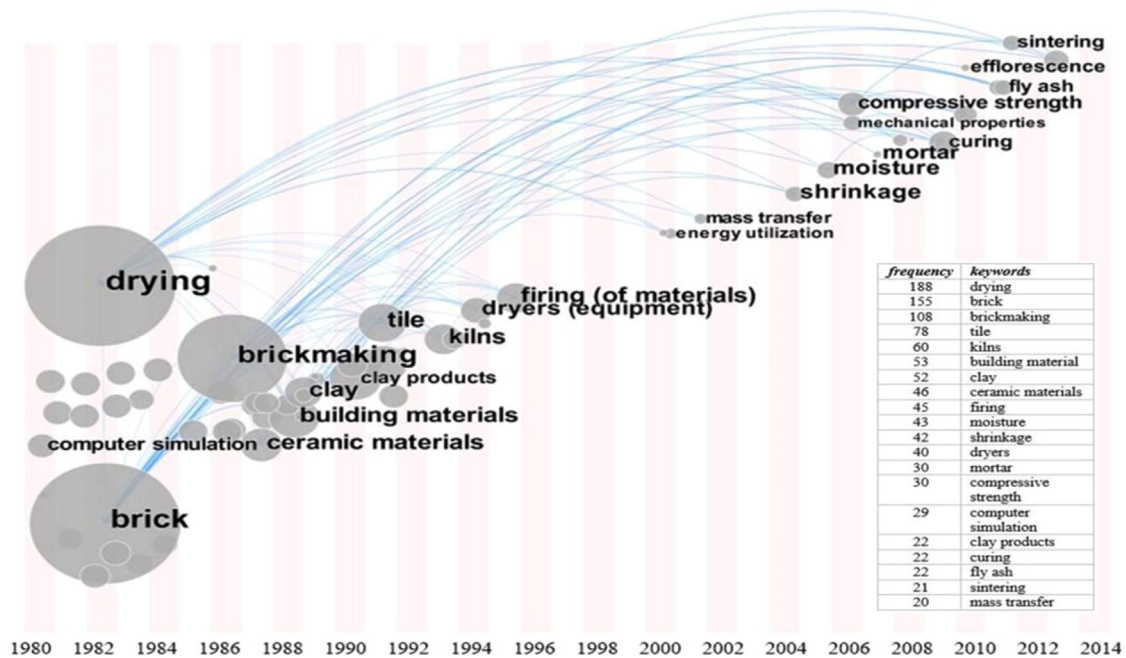 sintering
efflorescence
fly ash
compressive strength
mechanical properties
curing
mortar
moisture
shrinkage
mass transfer
energy utilization
drying
firing (of materials)
dryers (equipment)
tile
kilns
brickmaking
clay products
clay
building materials
computer simulation
ceramic materials
brick
frequency keywords
188 drying
155 brick
108 brickmaking
78 tile
60 kilns
53 building material
52 clay
46 ceramic materials
45 firing
43 moisture
42 shrinkage
40 dryers
30 mortar
30 compressive
strength
29 computer
simulation
22 clay products
22 curing
22 fly ash
21 sintering
20 mass transfer
1980 1982 1984 1986 1988 1990 1992 1994 1996 1998 2000 2002 2004 2006 2008 2010 2012 2014